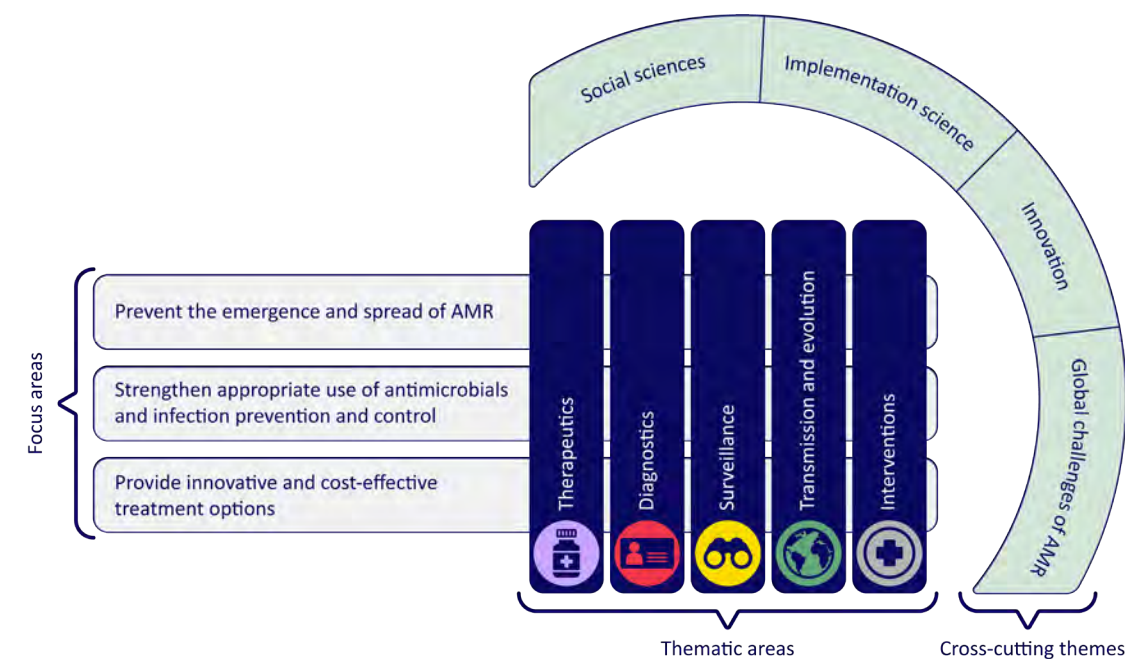 Social sciences
Implementation science
Innovation
Global challenges of AMR
Focus areas
Prevent the emergence and spread of AMR
Strengthen appropriate use of antimicrobials
and infection prevention and control
Provide innovative and cost-effective
treatment options
Therapeutics
Diagnostics
Surveillance
Transmission and evolution
Interventions
Thematic areas
Cross-cutting themes